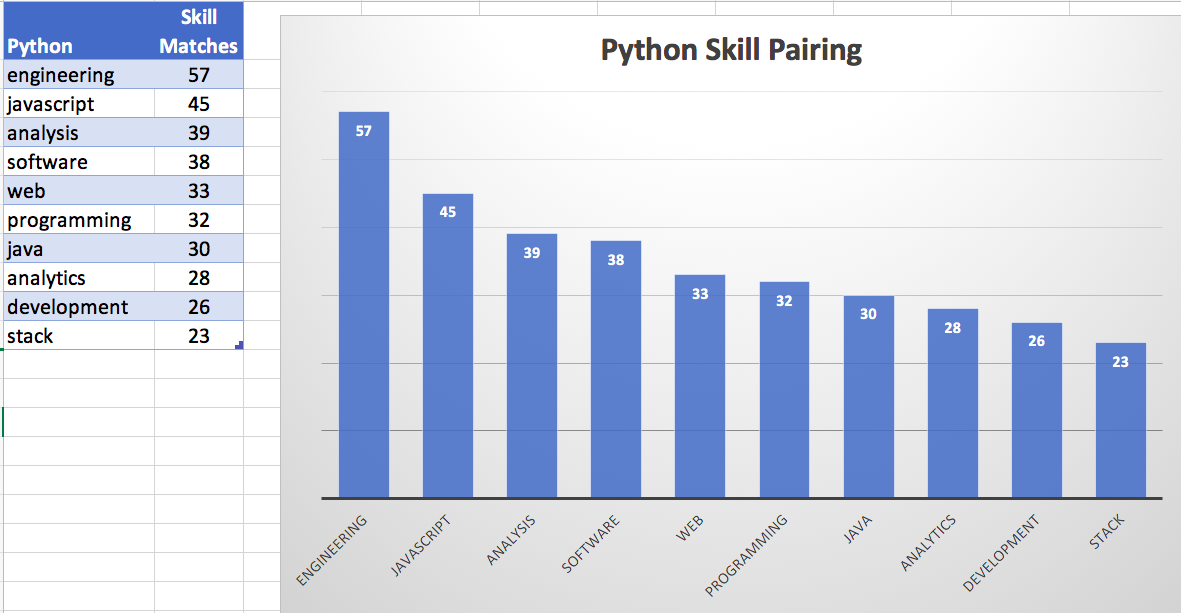 Skill
Python Matches
engineering 57
javascript 45
analysis 39
software 38
web 33
programming 32
java 30
analytics 28
development 26
stack 23
Python Skill Pairing
57
45
39
38
33
32
30
28
26
23
ENGINEERING
JAVASCRIPT
ANALYSIS
SOFTWARE
WEB
PROGRAMMING
JAVA
ANALYTICS
DEVELOPMENT
STACK